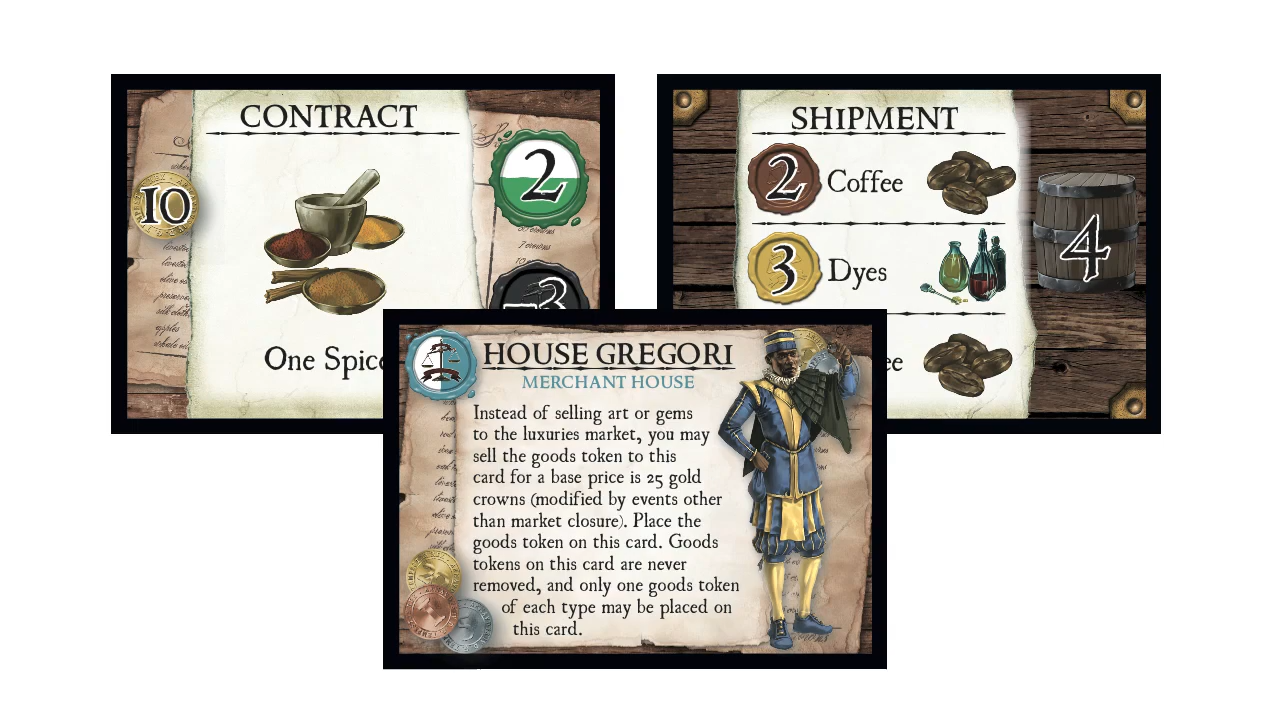 CONTRACT
10
2
-3
One Spice
SHIPMENT
2 Coffee
4
3 Dyes
HOUSE GREGORI
MERCHANT HOUSE
Instead of selling art or gems
to the luxuries market, you may
sell the goods token to this
card for a base price is 25 gold
crowns (modified by events other
than market closure). Place the
goods token on this card. Goods
tokens on this card are never
removed, and only one goods token
of each type may be placed on
this card.